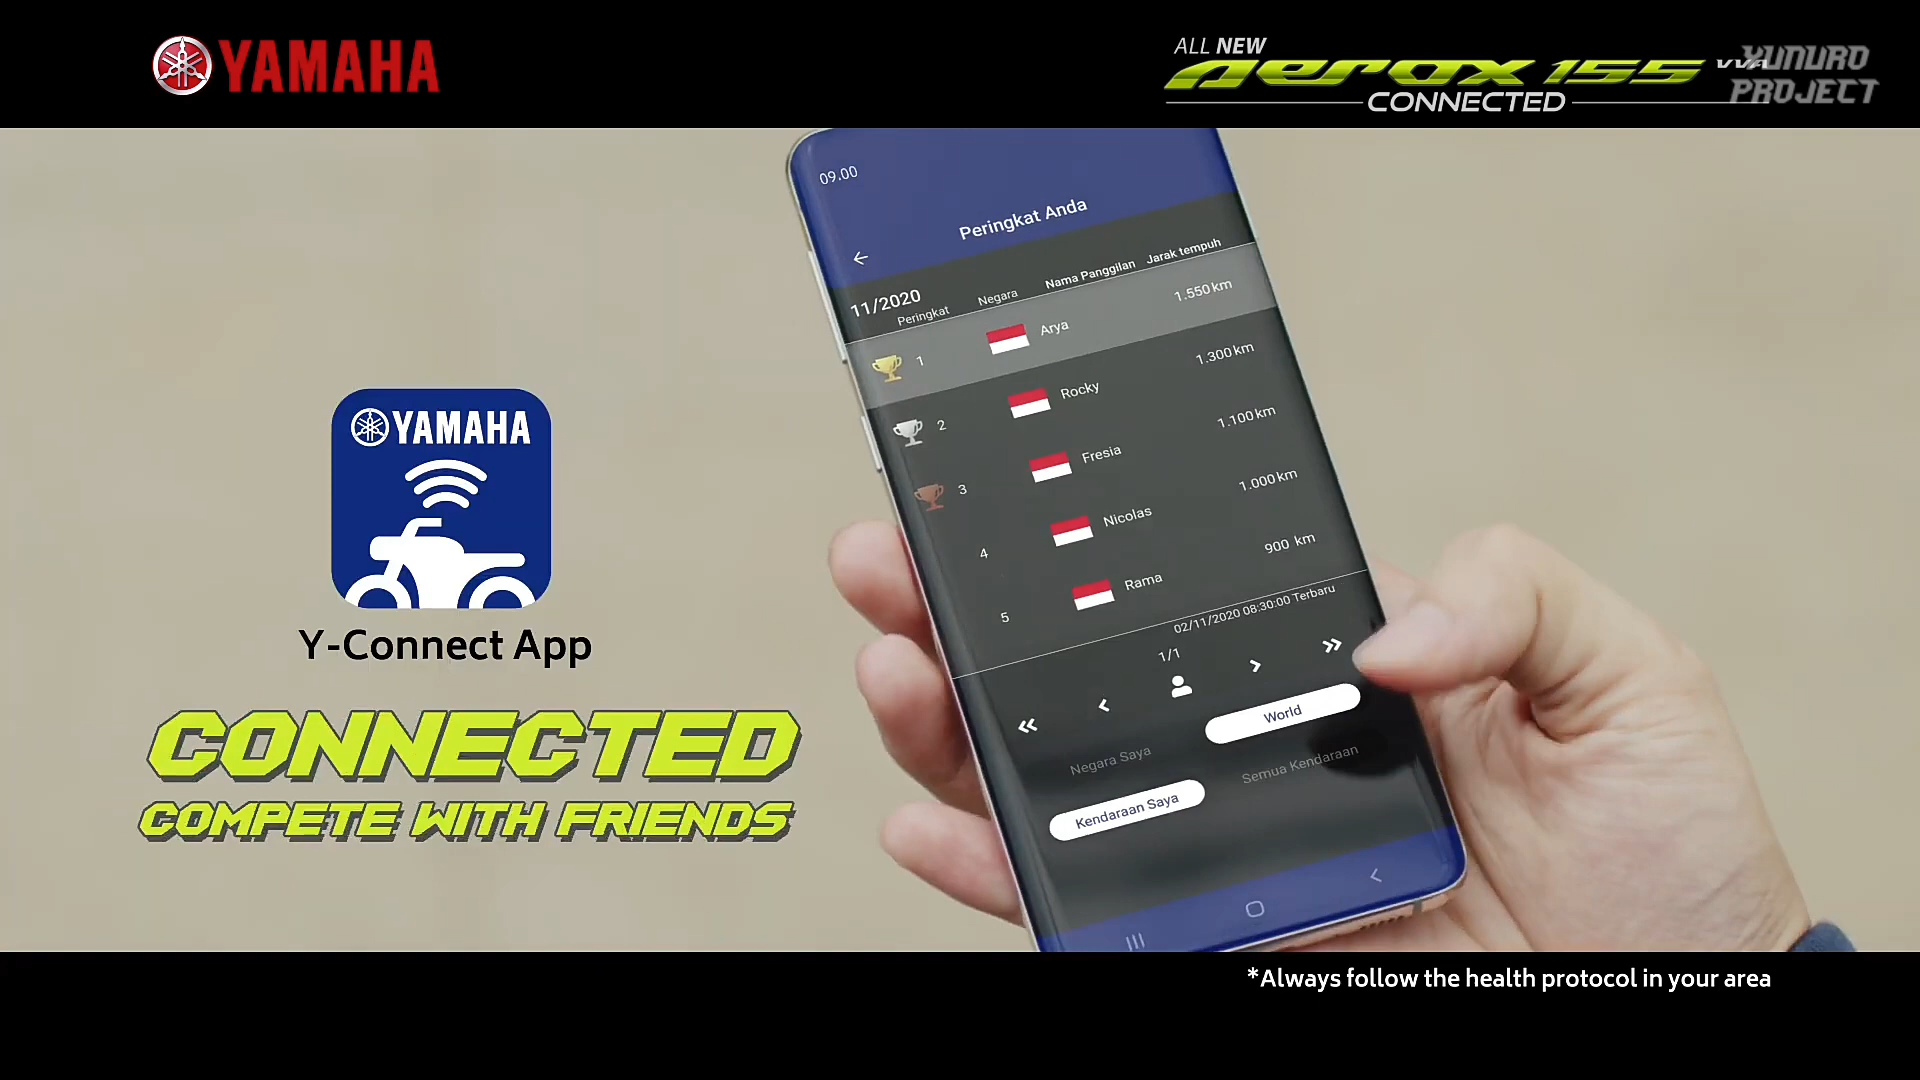 YAMAHA
ALL NEW
Aerox 155 VVA
CONNECTED
YUNURO
PROJECT
09.00
Peringkat Anda
11/2020
Peringkat Negara Nama Panggilan Jarak tempuh
1 Arya 1.550 km
2 Rocky 1.300 km
3 Fresia 1.100 km
4 Nicolas 1.000 km
5 Rama 900 km
02/11/2020 08:30:00 Terbaru
1/1
Negara Saya World
Kendaraan Saya Semua Kendaraan
YAMAHA
Y-Connect App
CONNECTED
COMPETE WITH FRIENDS
*Always follow the health protocol in your area